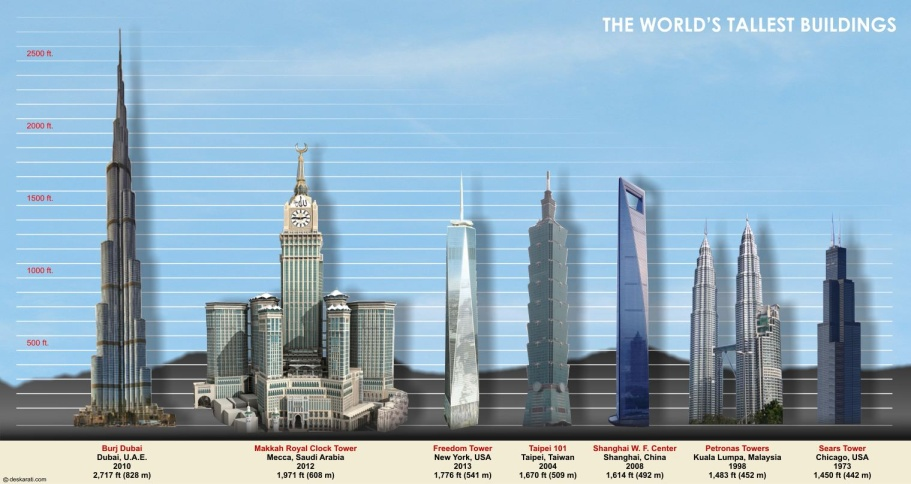 THE WORLD'S TALLEST BUILDINGS
2500 ft.
2000 ft.
1500 ft.
1000 ft.
500 ft.
Burj Dubai
Dubai, U.A.E.
2010
2,717 ft (828 m)
Makkah Royal Clock Tower
Mecca, Saudi Arabia
2012
1,971 ft (608 m)
Freedom Tower
New York, USA
2013
1,776 ft (541 m)
Taipei 101
Taipei, Taiwan
2004
1,670 ft (509 m)
Shanghai W. F. Center
Shanghai, China
2008
1,614 ft (492 m)
Petronas Towers
Kuala Lumpa, Malaysia
1998
1,483 ft (452 m)
Sears Tower
Chicago, USA
1973
1,450 ft (442 m)
© deskarati.com